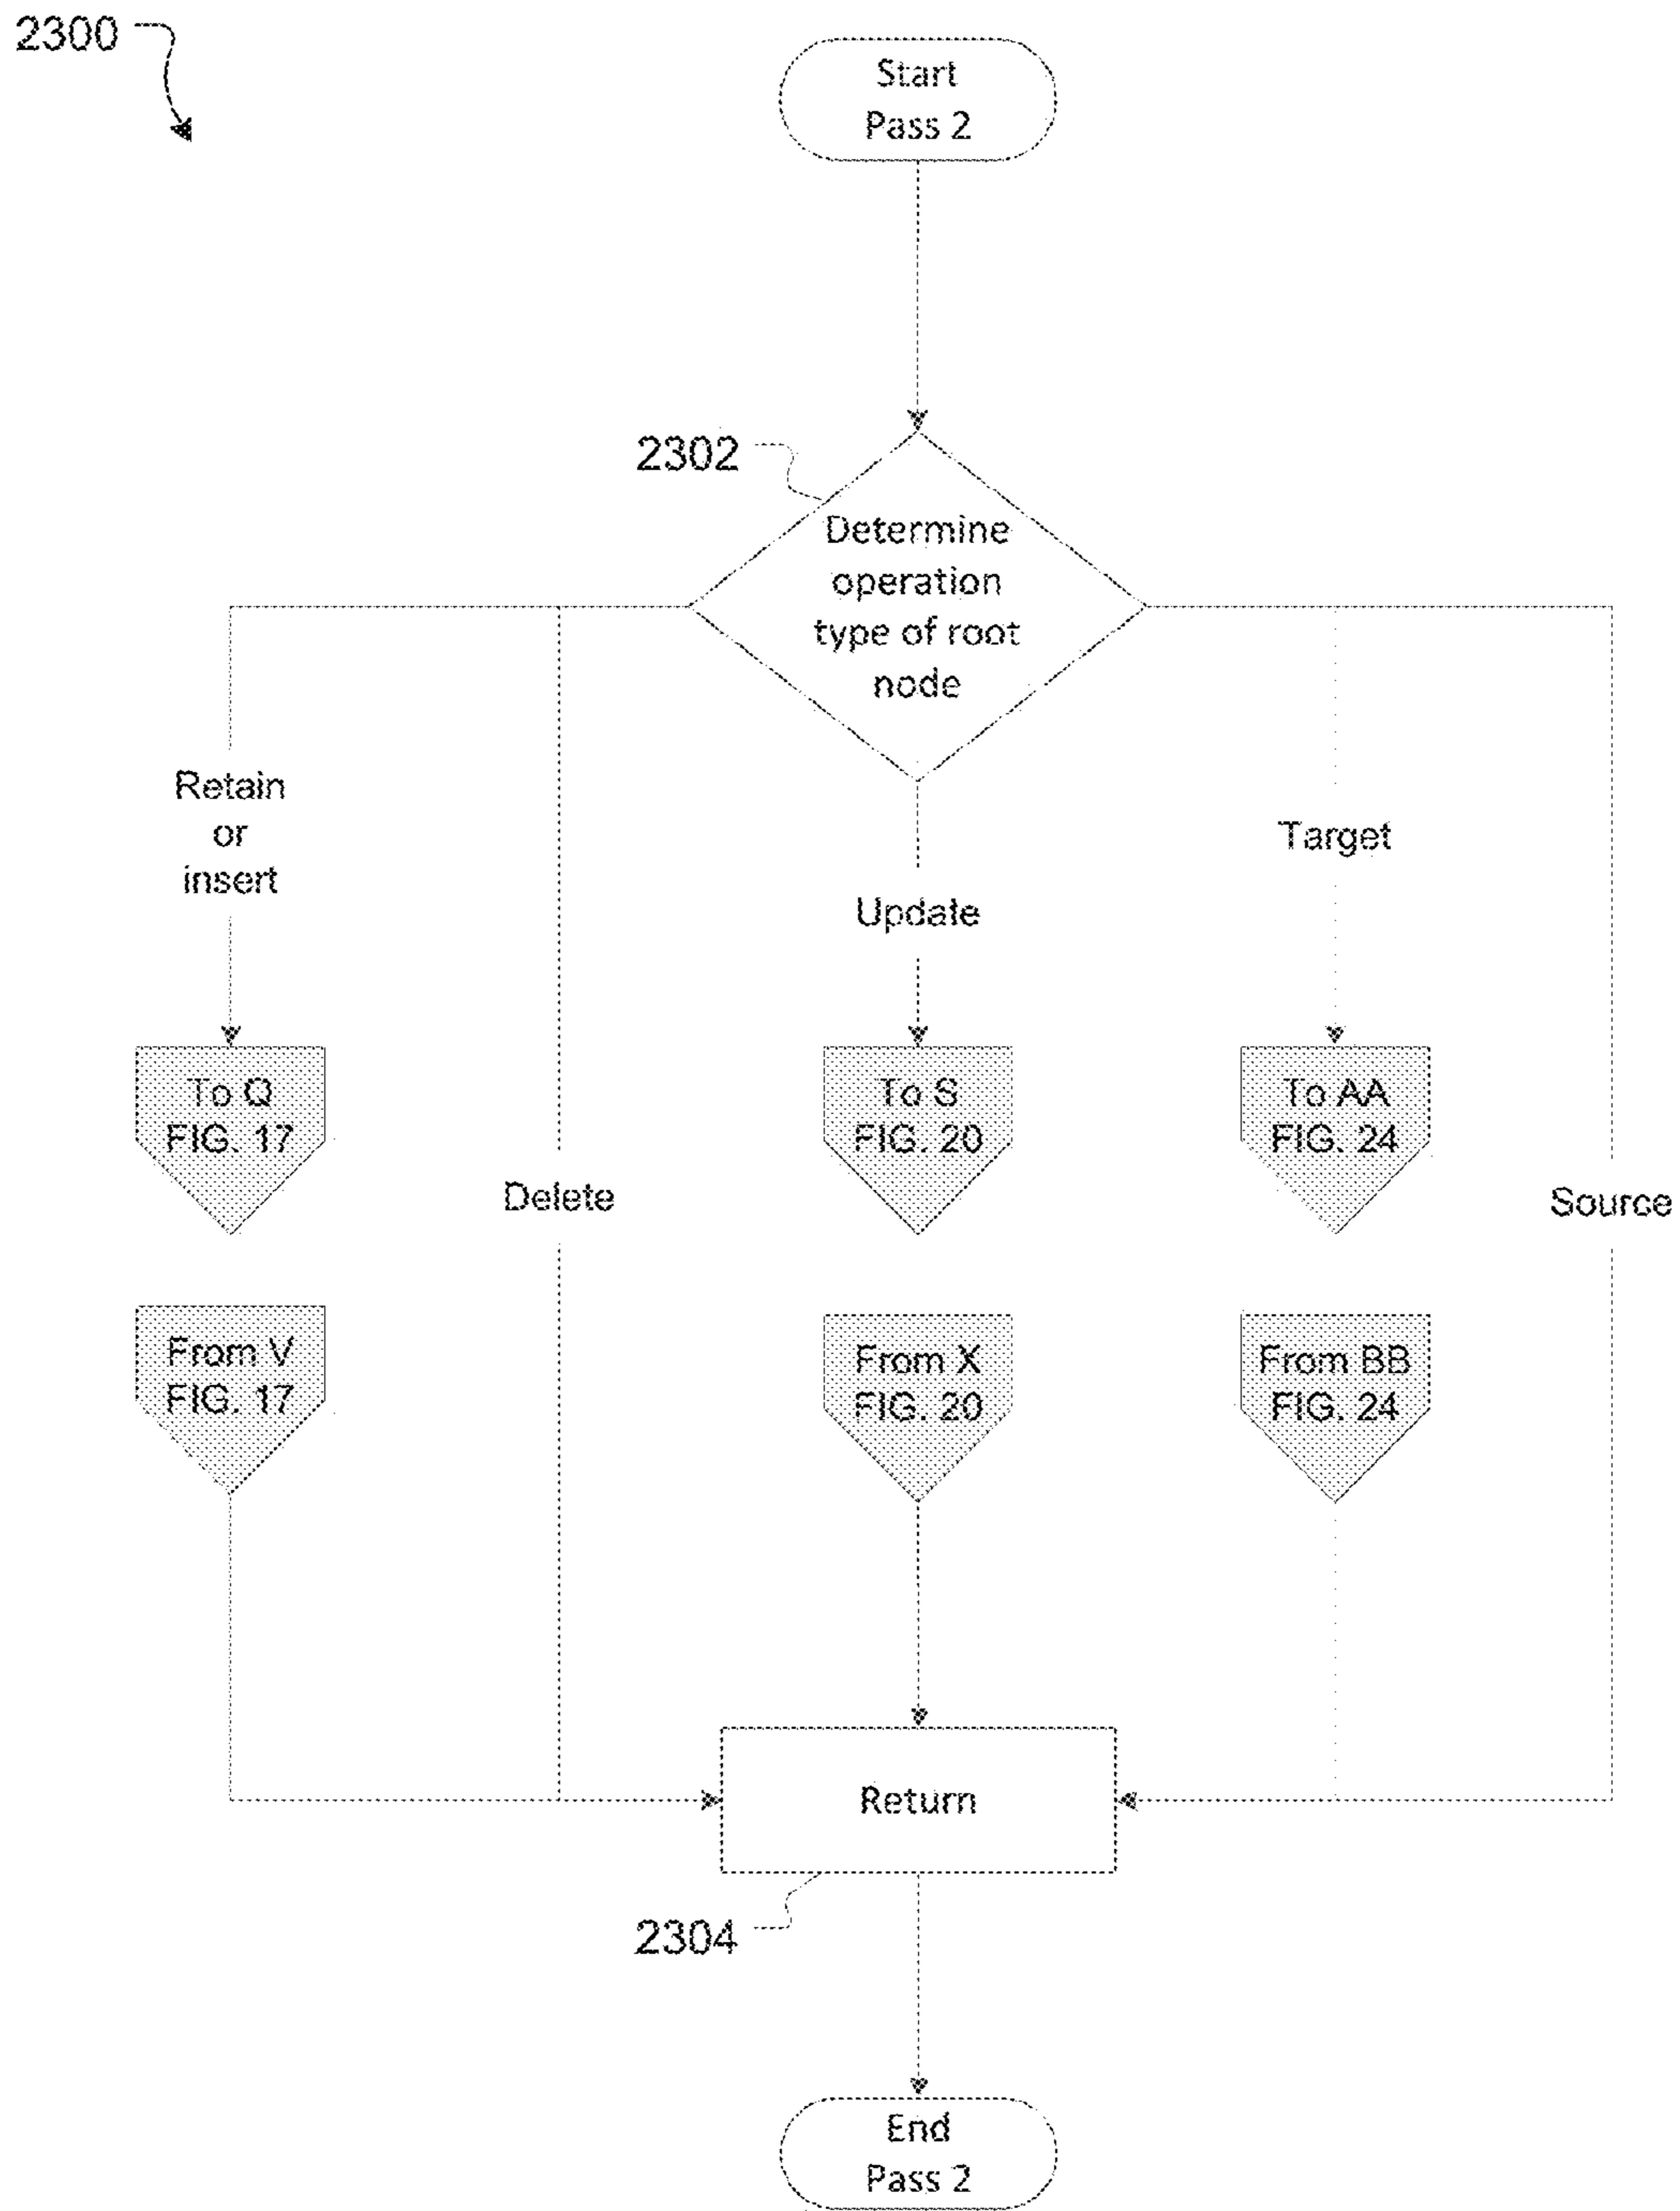 2300
Start
Pass 2
2302
Determine
operation
type of root
node
Retain
or
insert
Target
Update
To Q
FIG. 17
To S
FIG. 20
To AA
FIG. 24
Delete
Source
From V
FIG. 17
From X
FIG. 20
From BB
FIG. 24
Return
2304
End
Pass 2